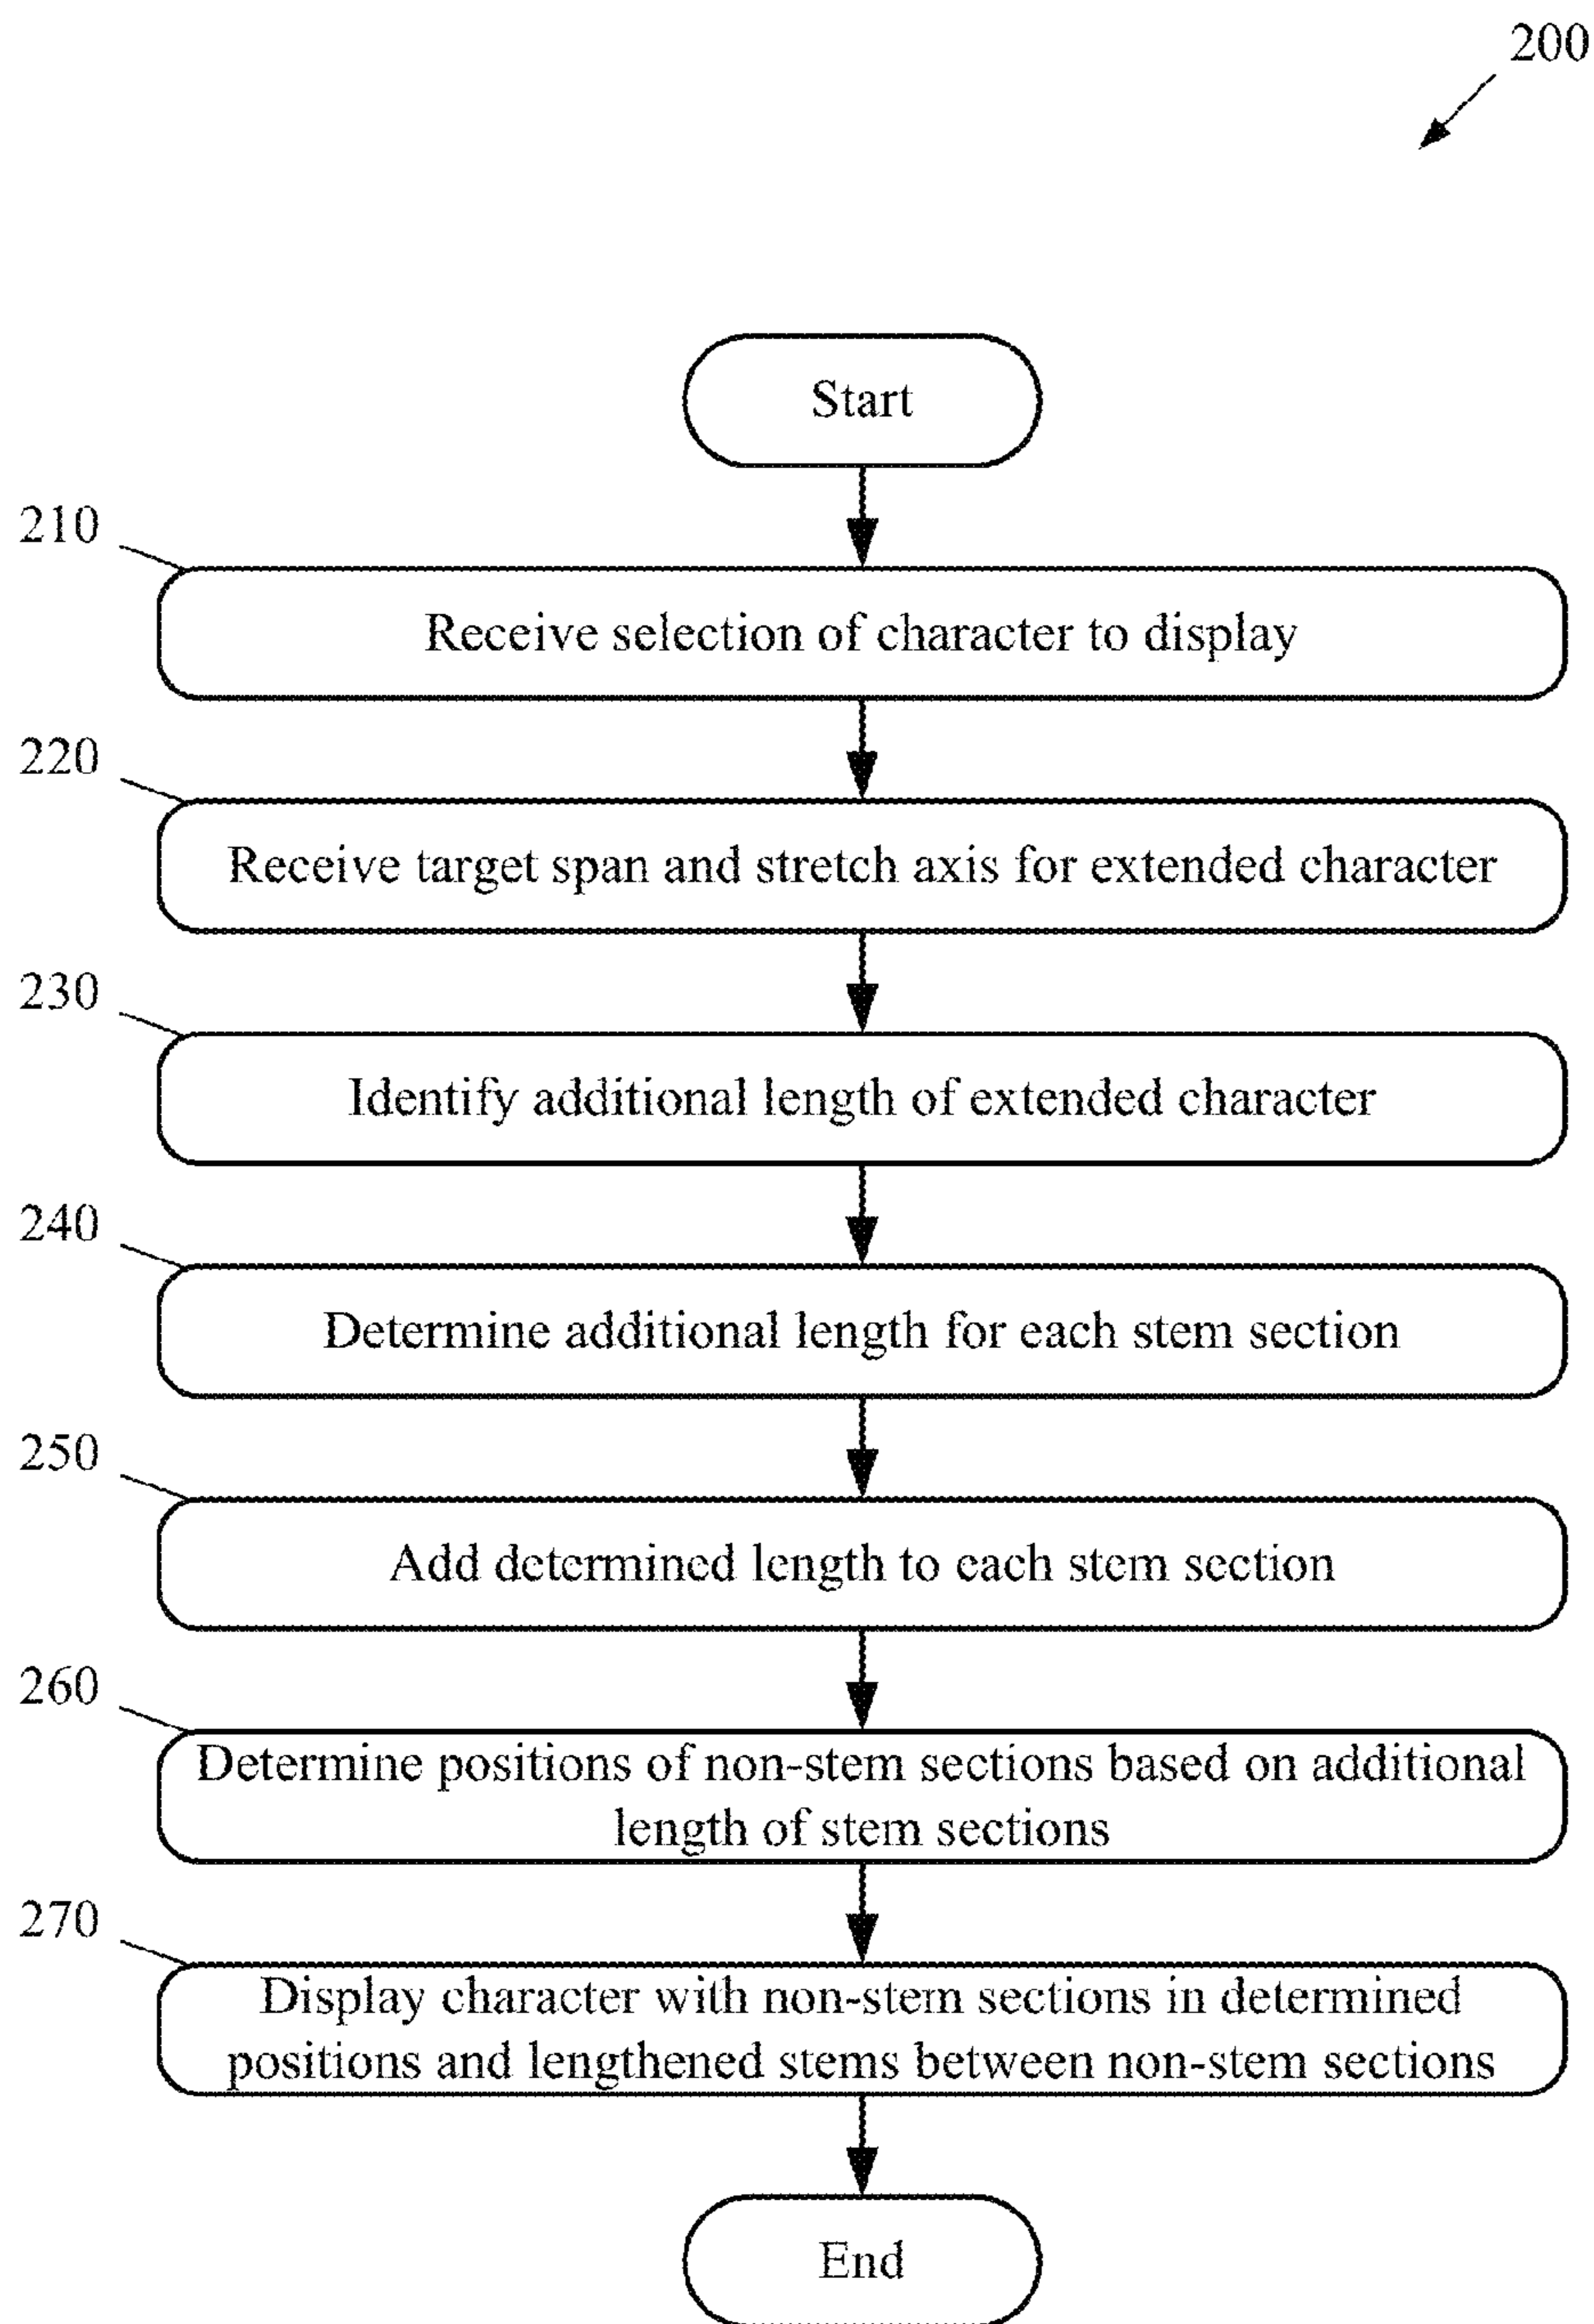 200
Start
210
Receive selection of character to display
220
Receive target span and stretch axis for extended character
230
Identify additional length of extended character
240
Determine additional length for each stem section
250
Add determined length to each stem section
260
Determine positions of non-stem sections based on additional
length of stem sections
270
Display character with non-stem sections in determined
positions and lengthened stems between non-stem sections
End